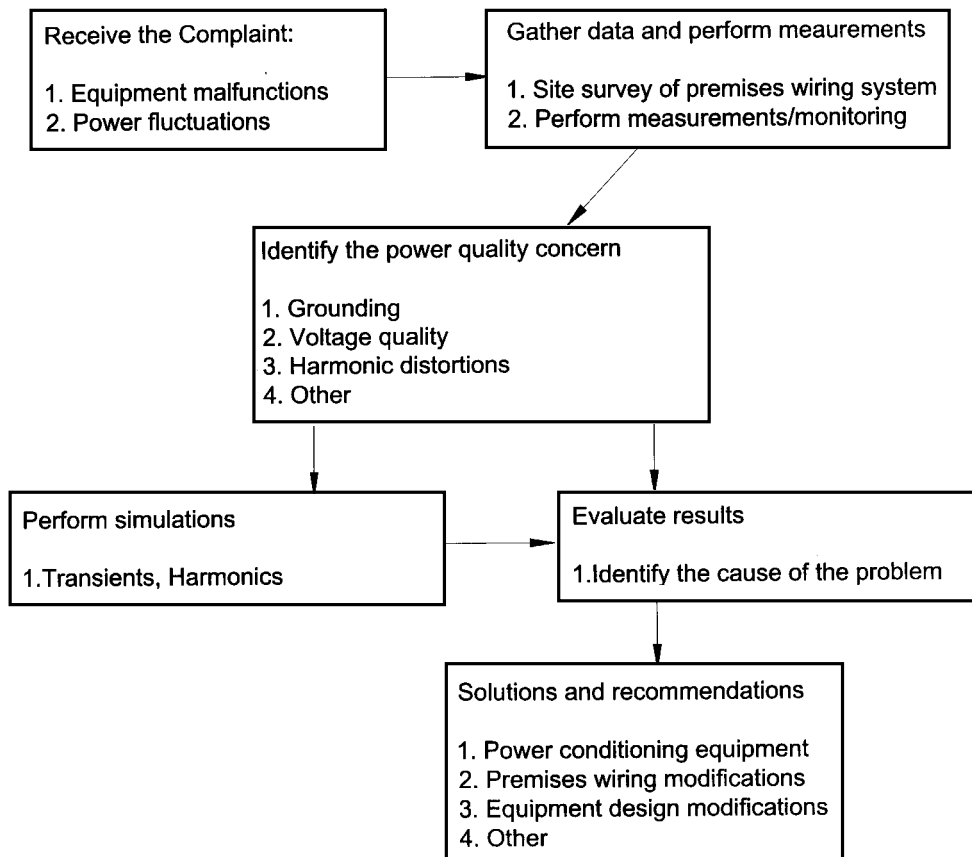 Receive the Complaint:
1. Equipment malfunctions
2. Power fluctuations
Gather data and perform meaurements
1. Site survey of premises wiring system
2. Perform measurements/monitoring
Identify the power quality concern
1. Grounding
2. Voltage quality
3. Harmonic distortions
4. Other
Perform simulations
1.Transients, Harmonics
Evaluate results
1.Identify the cause of the problem
Solutions and recommendations
1. Power conditioning equipment
2. Premises wiring modifications
3. Equipment design modifications
4. Other